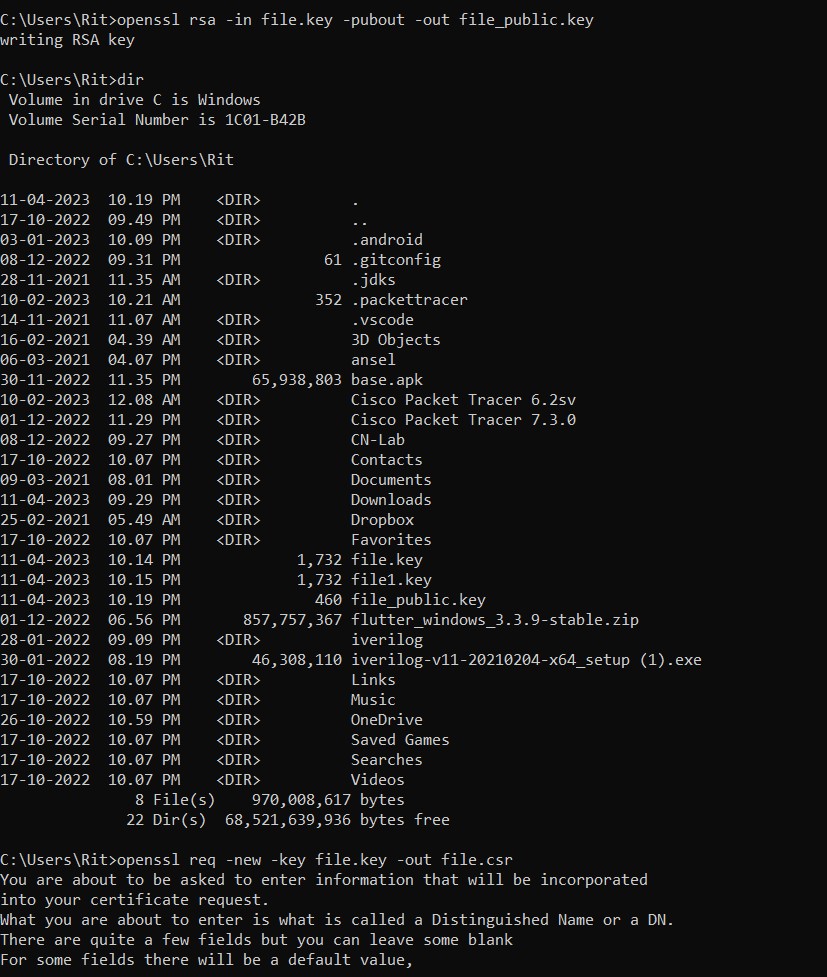 C:\Users\Rit>openssl rsa -in file.key -pubout -out file_public.key
writing RSA key
C:\Users\Rit>dir
Volume in drive C is Windows
Volume Serial Number is 1C01-B42B
Directory of C:\Users\Rit
11-04-2023  10.19 PM    <DIR>          .
17-10-2022  09.49 PM    <DIR>          ..
03-01-2023  10.09 PM    <DIR>          .android
08-12-2022  09.31 PM                61 .gitconfig
28-11-2021  11.35 AM    <DIR>          .jdks
10-02-2023  10.21 AM               352 .packettracer
14-11-2021  11.07 AM    <DIR>          .vscode
16-02-2021  04.39 AM    <DIR>          3D Objects
06-03-2021  04.07 PM    <DIR>          ansel
30-11-2022  11.35 PM        65,938,803 base.apk
10-02-2023  12.08 AM    <DIR>          Cisco Packet Tracer 6.2sv
01-12-2022  11.29 PM    <DIR>          Cisco Packet Tracer 7.3.0
08-12-2022  09.27 PM    <DIR>          CN-Lab
17-10-2022  10.07 PM    <DIR>          Contacts
09-03-2021  08.01 PM    <DIR>          Documents
11-04-2023  09.29 PM    <DIR>          Downloads
25-02-2021  05.49 AM    <DIR>          Dropbox
17-10-2022  10.07 PM    <DIR>          Favorites
11-04-2023  10.14 PM             1,732 file.key
11-04-2023  10.15 PM             1,732 file1.key
11-04-2023  10.19 PM               460 file_public.key
01-12-2022  06.56 PM       857,757,367 flutter_windows_3.3.9-stable.zip
28-01-2022  09.09 PM    <DIR>          iverilog
30-01-2022  08.19 PM        46,308,110 iverilog-v11-20210204-x64_setup (1).exe
17-10-2022  10.07 PM    <DIR>          Links
17-10-2022  10.07 PM    <DIR>          Music
26-10-2022  10.59 PM    <DIR>          OneDrive
17-10-2022  10.07 PM    <DIR>          Saved Games
17-10-2022  10.07 PM    <DIR>          Searches
17-10-2022  10.07 PM    <DIR>          Videos
8 File(s)    970,008,617 bytes
22 Dir(s)  68,521,639,936 bytes free
C:\Users\Rit>openssl req -new -key file.key -out file.csr
You are about to be asked to enter information that will be incorporated
into your certificate request.
What you are about to enter is what is called a Distinguished Name or a DN.
There are quite a few fields but you can leave some blank
For some fields there will be a default value,